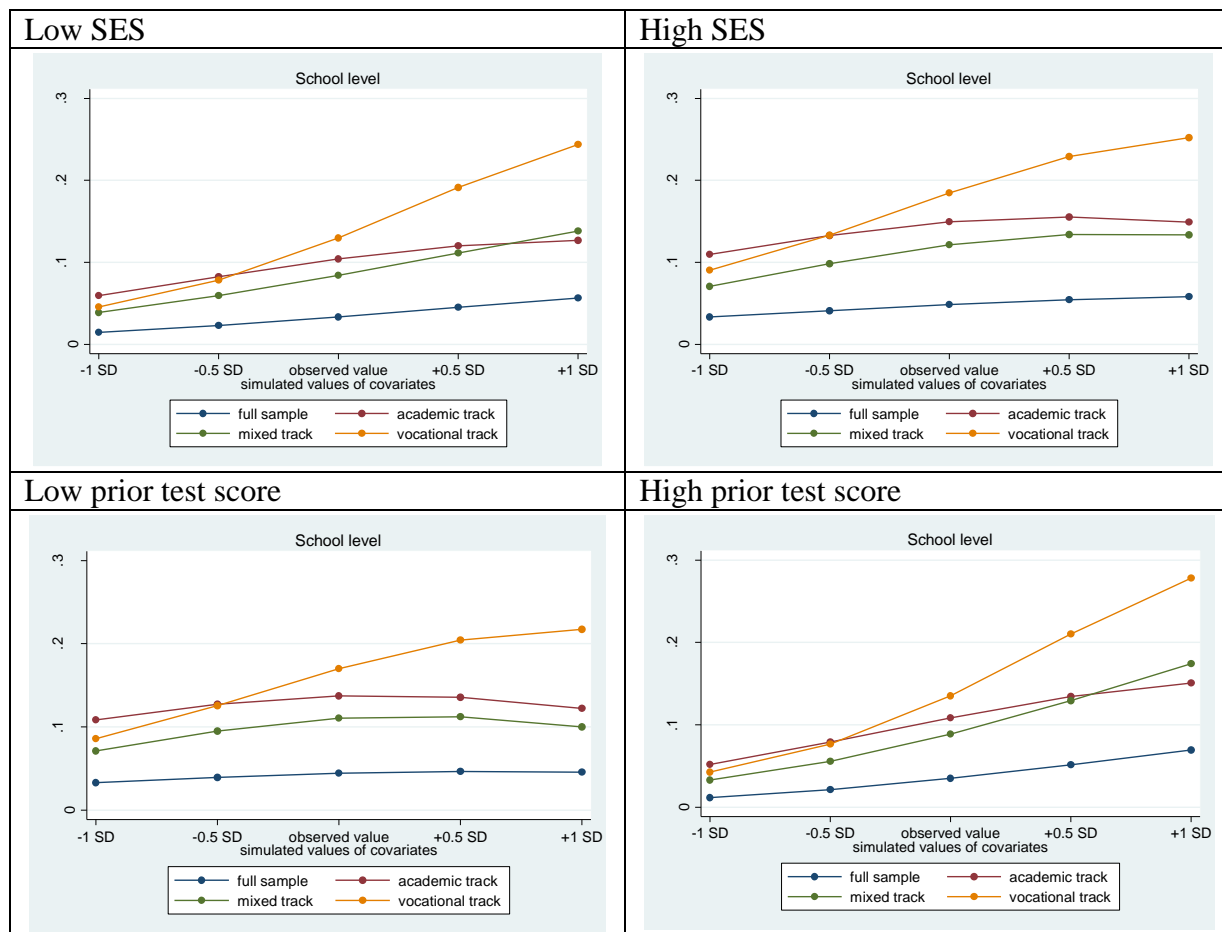 Low SES
High SES
School level
.3
.2
.1
0
-1 SD -0.5 SD observed value +0.5 SD +1 SD
simulated values of covariates
full sample academic track
mixed track vocational track
School level
.3
.2
.1
0
-1 SD -0.5 SD observed value +0.5 SD +1 SD
simulated values of covariates
full sample academic track
mixed track vocational track
Low prior test score
High prior test score
School level
.3
.2
.1
0
-1 SD -0.5 SD observed value +0.5 SD +1 SD
simulated values of covariates
full sample academic track
mixed track vocational track
School level
.3
.2
.1
0
-1 SD -0.5 SD observed value +0.5 SD +1 SD
simulated values of covariates
full sample academic track
mixed track vocational track